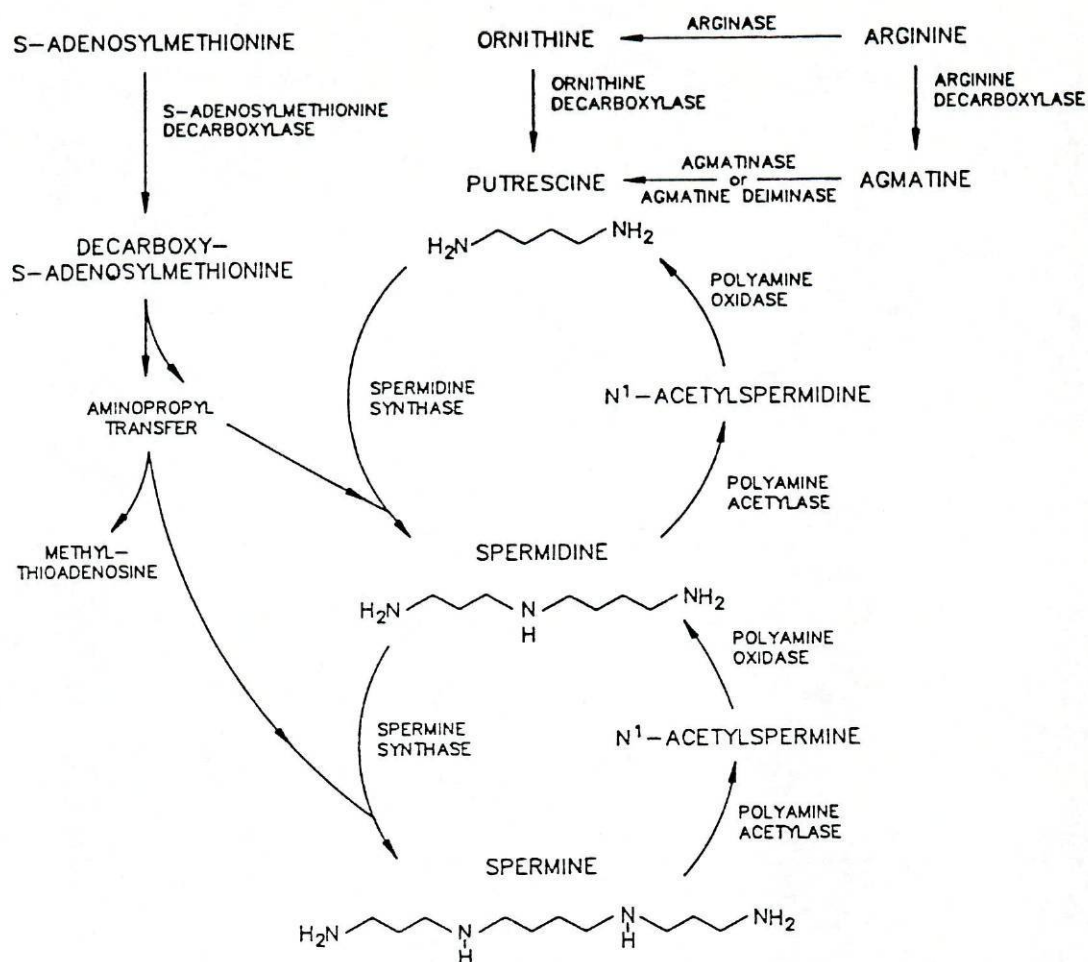 S-ADENOSYLMETHIONINE
S-ADENOSYLMETHIONINE
DECARBOXYLASE
DECARBOXY-
S-ADENOSYLMETHIONINE
AMINOPROPYL
TRANSFER
METHYL-
THIOADENOSINE
ORNITHINE
ARGINASE
ARGININE
ORNITHINE
DECARBOXYLASE
ARGININE
DECARBOXYLASE
PUTRESCINE
AGMATINASE
or
AGMATINE DEIMINASE
AGMATINE
H₂N NH₂
SPERMIDINE
SYNTHASE
POLYAMINE
OXIDASE
N¹-ACETYLSPERMIDINE
POLYAMINE
ACETYLASE
SPERMIDINE
H₂N N NH₂
H
SPERMINE
SYNTHASE
POLYAMINE
OXIDASE
N¹-ACETYLSPERMINE
POLYAMINE
ACETYLASE
SPERMINE
H₂N N N NH₂
H H